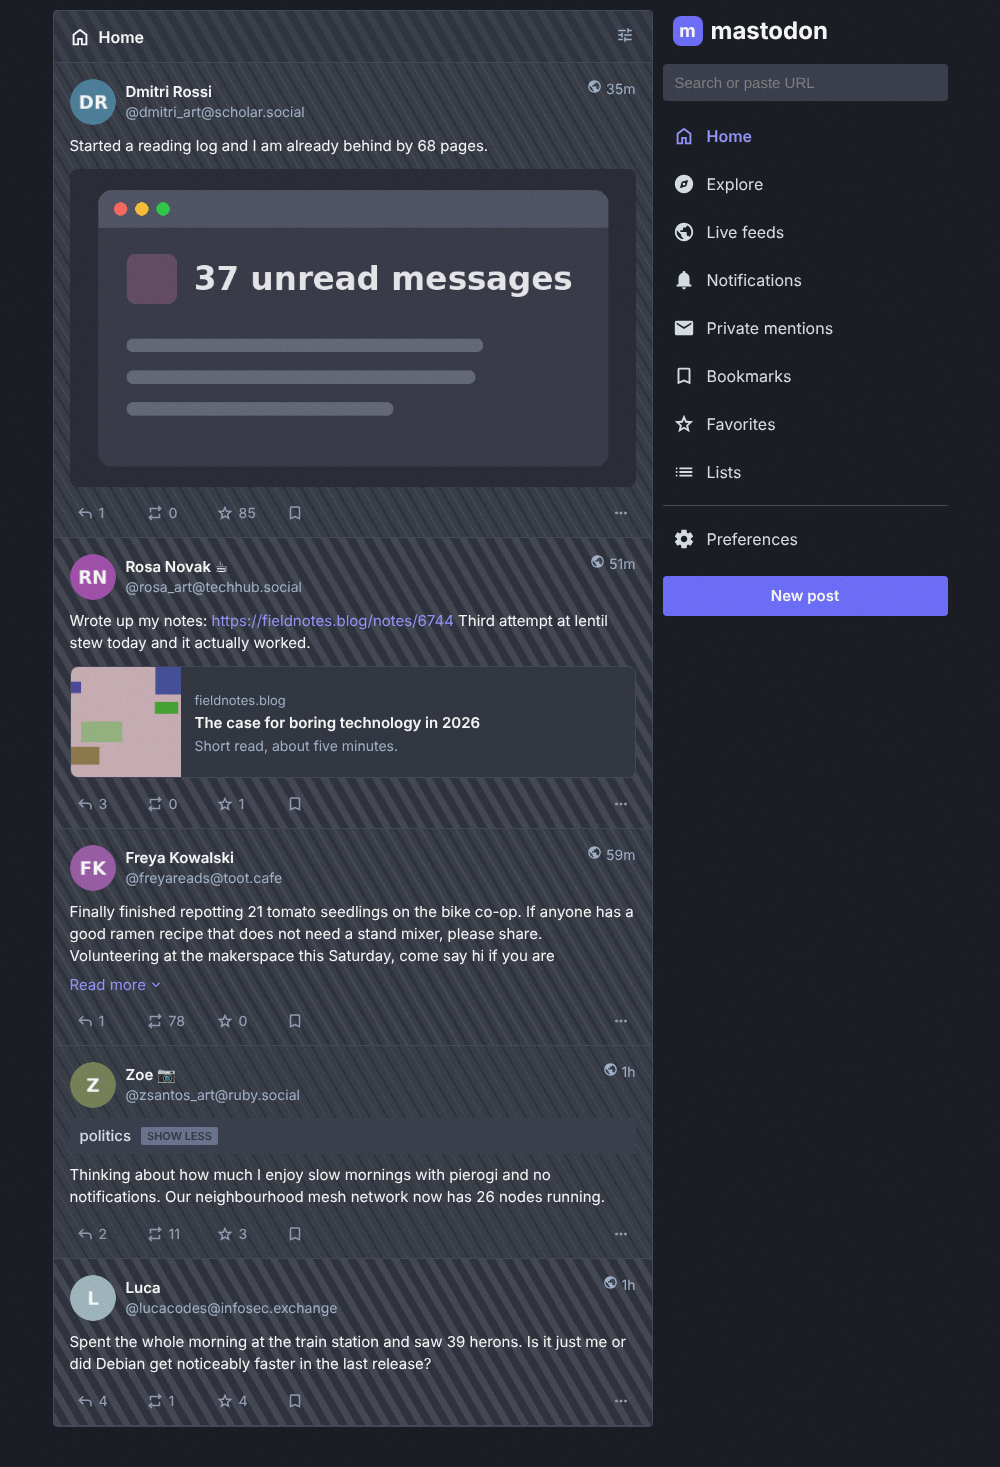 Home
DR
Dmitri Rossi
@dmitri_art@scholar.social
35m
Started a reading log and I am already behind by 68 pages.
37 unread messages
1
0
85
RN
Rosa Novak ☕
@rosa_art@techhub.social
51m
Wrote up my notes: https://fieldnotes.blog/notes/6744 Third attempt at lentil
stew today and it actually worked.
fieldnotes.blog
The case for boring technology in 2026
Short read, about five minutes.
3
0
1
FK
Freya Kowalski
@freyareads@toot.cafe
59m
Finally finished repotting 21 tomato seedlings on the bike co-op. If anyone has a
good ramen recipe that does not need a stand mixer, please share.
Volunteering at the makerspace this Saturday, come say hi if you are
Read more
1
78
0
Z
Zoe 📷
@zsantos_art@ruby.social
1h
politics
SHOW LESS
Thinking about how much I enjoy slow mornings with pierogi and no
notifications. Our neighbourhood mesh network now has 26 nodes running.
2
11
3
L
Luca
@lucacodes@infosec.exchange
1h
Spent the whole morning at the train station and saw 39 herons. Is it just me or
did Debian get noticeably faster in the last release?
4
1
4
m mastodon
Search or paste URL
Home
Explore
Live feeds
Notifications
Private mentions
Bookmarks
Favorites
Lists
Preferences
New post